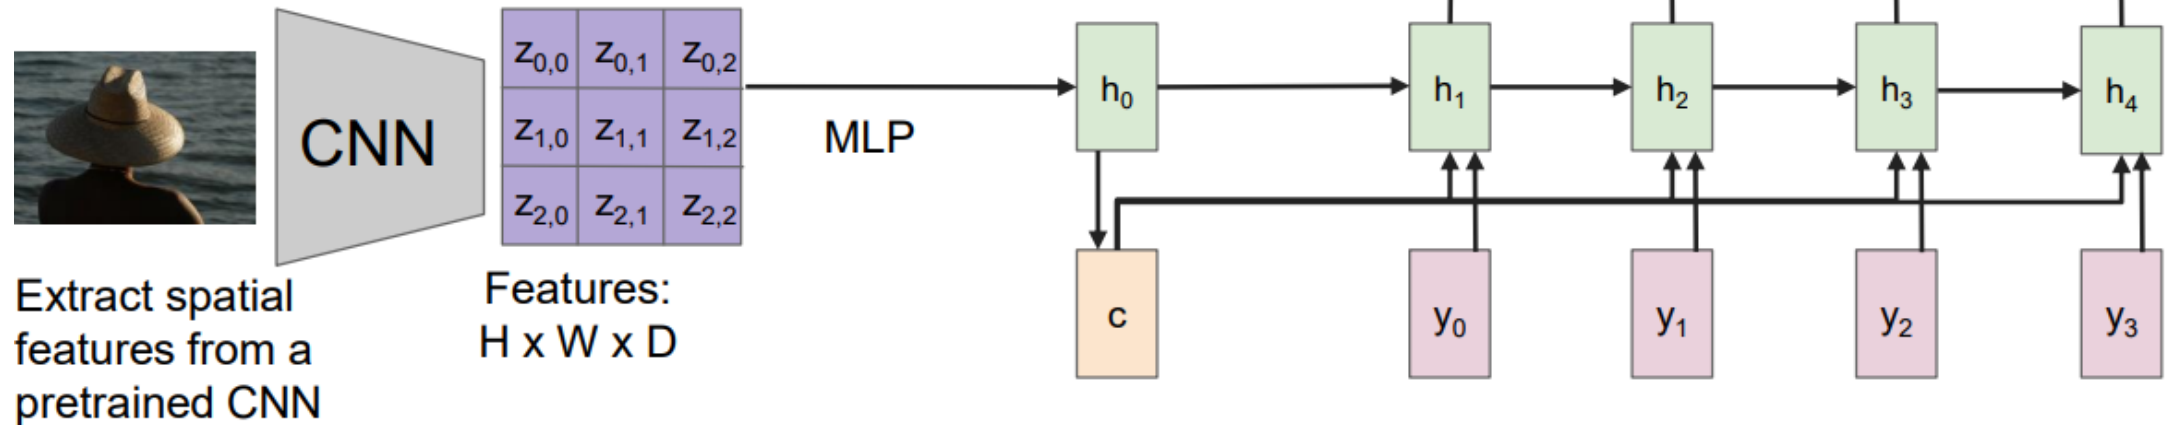 CNN
z0,0 z0,1 z0,2
z1,0 z1,1 z1,2
z2,0 z2,1 z2,2
MLP
h0 h1 h2 h3 h4
Extract spatial
features from a
pretrained CNN
Features:
H x W x D
c y0 y1 y2 y3